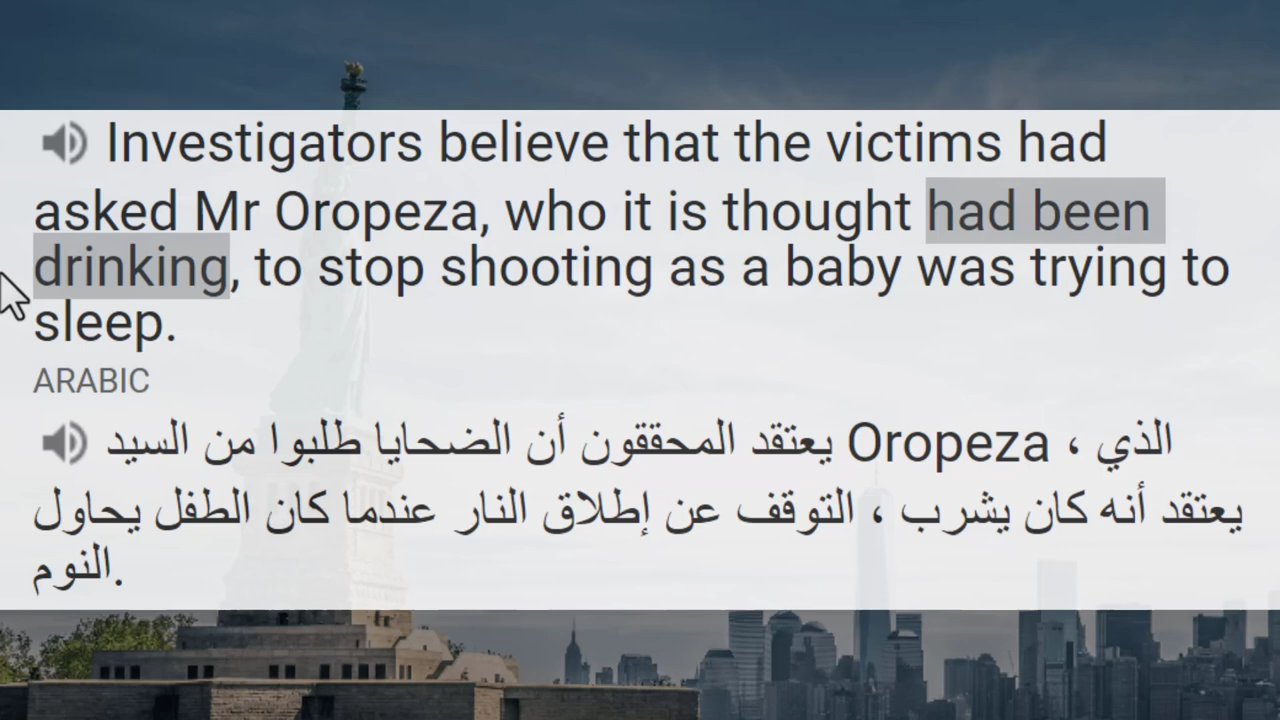 Investigators believe that the victims had
asked Mr Oropeza, who it is thought had been
drinking, to stop shooting as a baby was trying to
sleep.
ARABIC
يعتقد المحققون أن الضحايا طلبوا من السيد Oropeza ، الذي
يعتقد أنه كان يشرب ، التوقف عن إطلاق النار عندما كان الطفل يحاول
النوم.